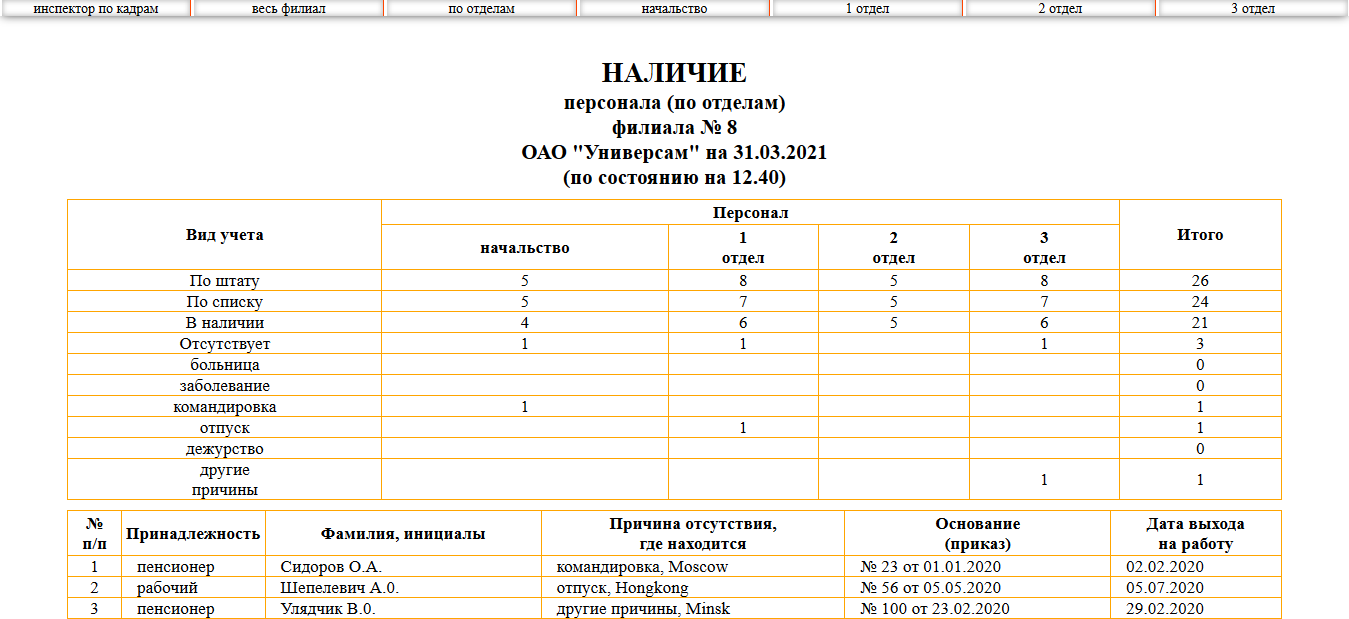 инспектор по кадрам весь филиал по отделам начальство 1 отдел 2 отдел 3 отдел
НАЛИЧИЕ
персонала (по отделам)
филиала № 8
ОАО "Универсам" на 31.03.2021
(по состоянию на 12.40)
Вид учета Персонал Итого
начальство 1 отдел 2 отдел 3 отдел
По штату 5 8 5 8 26
По списку 5 7 5 7 24
В наличии 4 6 5 6 21
Отсутствует 1 1 1 3
больница 0
заболевание 0
командировка 1 1
отпуск 1 1
дежурство 0
другие
причины 1 1
№ Принадлежность Фамилия, инициалы Причина отсутствия, Основание Дата выхода
п/п где находится (приказ) на работу
1 пенсионер Сидоров О.А. командировка, Moscow № 23 от 01.01.2020 02.02.2020
2 рабочий Шепелевич А.0. отпуск, Hongkong № 56 от 05.05.2020 05.07.2020
3 пенсионер Улядчик В.0. другие причины, Minsk № 100 от 23.02.2020 29.02.2020